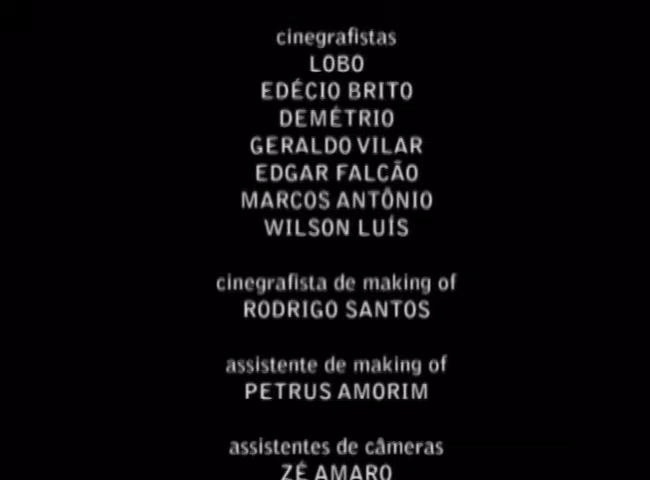 cinegrafistas
LOBO
EDÉCIO BRITO
DEMÉTRIO
GERALDO VILAR
EDGAR FALCÃO
MARCOS ANTÔNIO
WILSON LUÍS
cinegrafista de making of
RODRIGO SANTOS
assistente de making of
PETRUS AMORIM
assistentes de câmeras
ZÉ AMARO